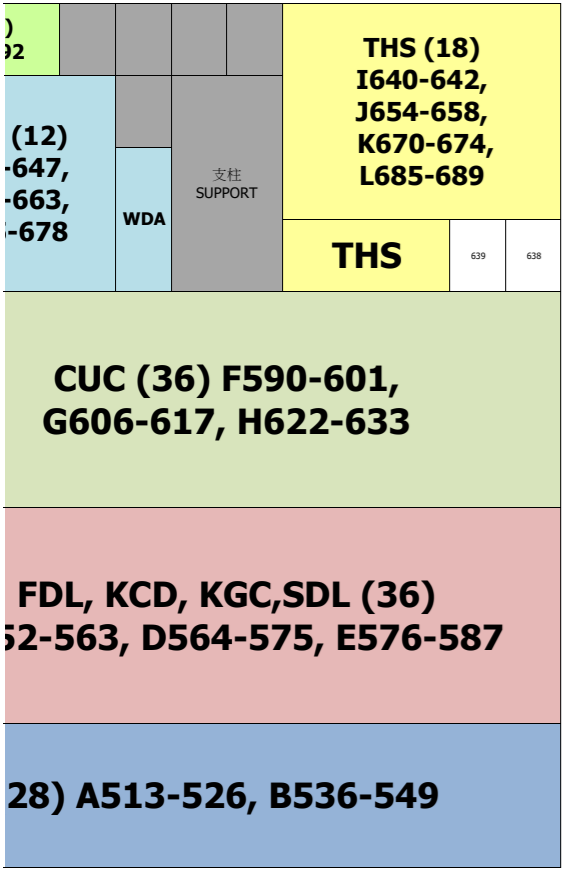 )
92
THS (18)
I640-642,
J654-658,
K670-674,
L685-689
(12)
-647,
-663,
-678
WDA
支柱
SUPPORT
THS
639
638
CUC (36) F590-601,
G606-617, H622-633
FDL, KCD, KGC,SDL (36)
52-563, D564-575, E576-587
28) A513-526, B536-549